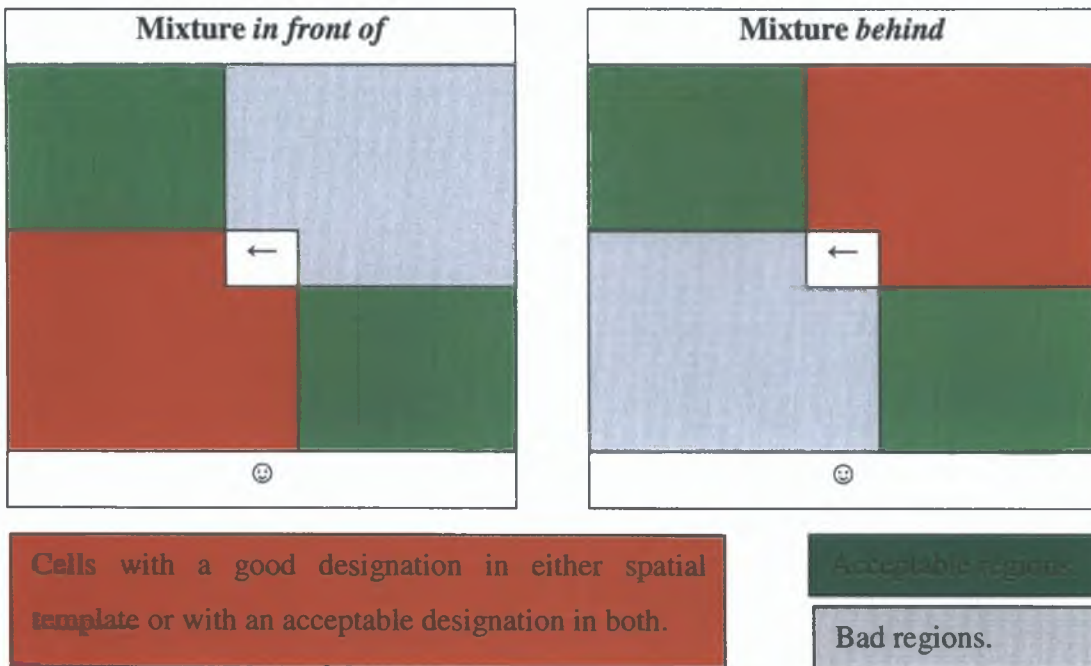 Mixture in front of
Mixture behind
←
←
☺
☺
Cells with a good designation in either spatial
template or with an acceptable designation in both.
Acceptable regions.
Bad regions.